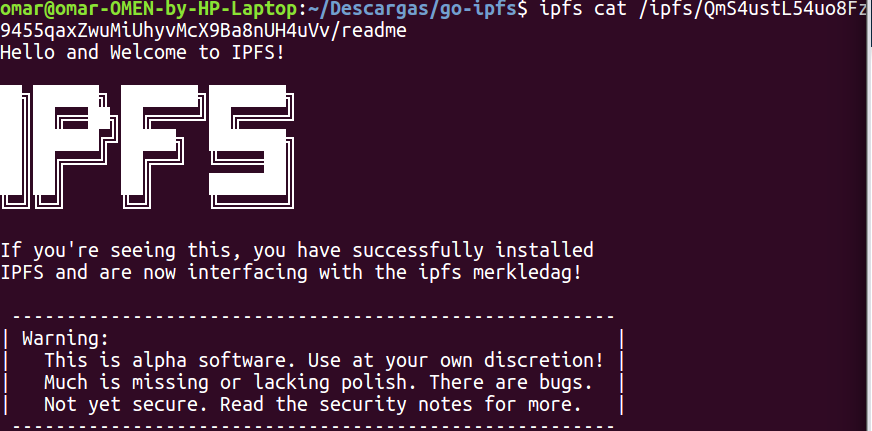 omar@omar-OMEN-by-HP-Laptop:~/Descargas/go-ipfs$ ipfs cat /ipfs/QmS4ustL54uo8Fz
9455qaxZwuMiUhyvMcX9Ba8nUH4uVv/readme
Hello and Welcome to IPFS!
IPFS
If you're seeing this, you have successfully installed
IPFS and are now interfacing with the ipfs merkledag!
-------------------------------------------------------
| Warning: |
| This is alpha software. Use at your own discretion! |
| Much is missing or lacking polish. There are bugs. |
| Not yet secure. Read the security notes for more. |
-------------------------------------------------------